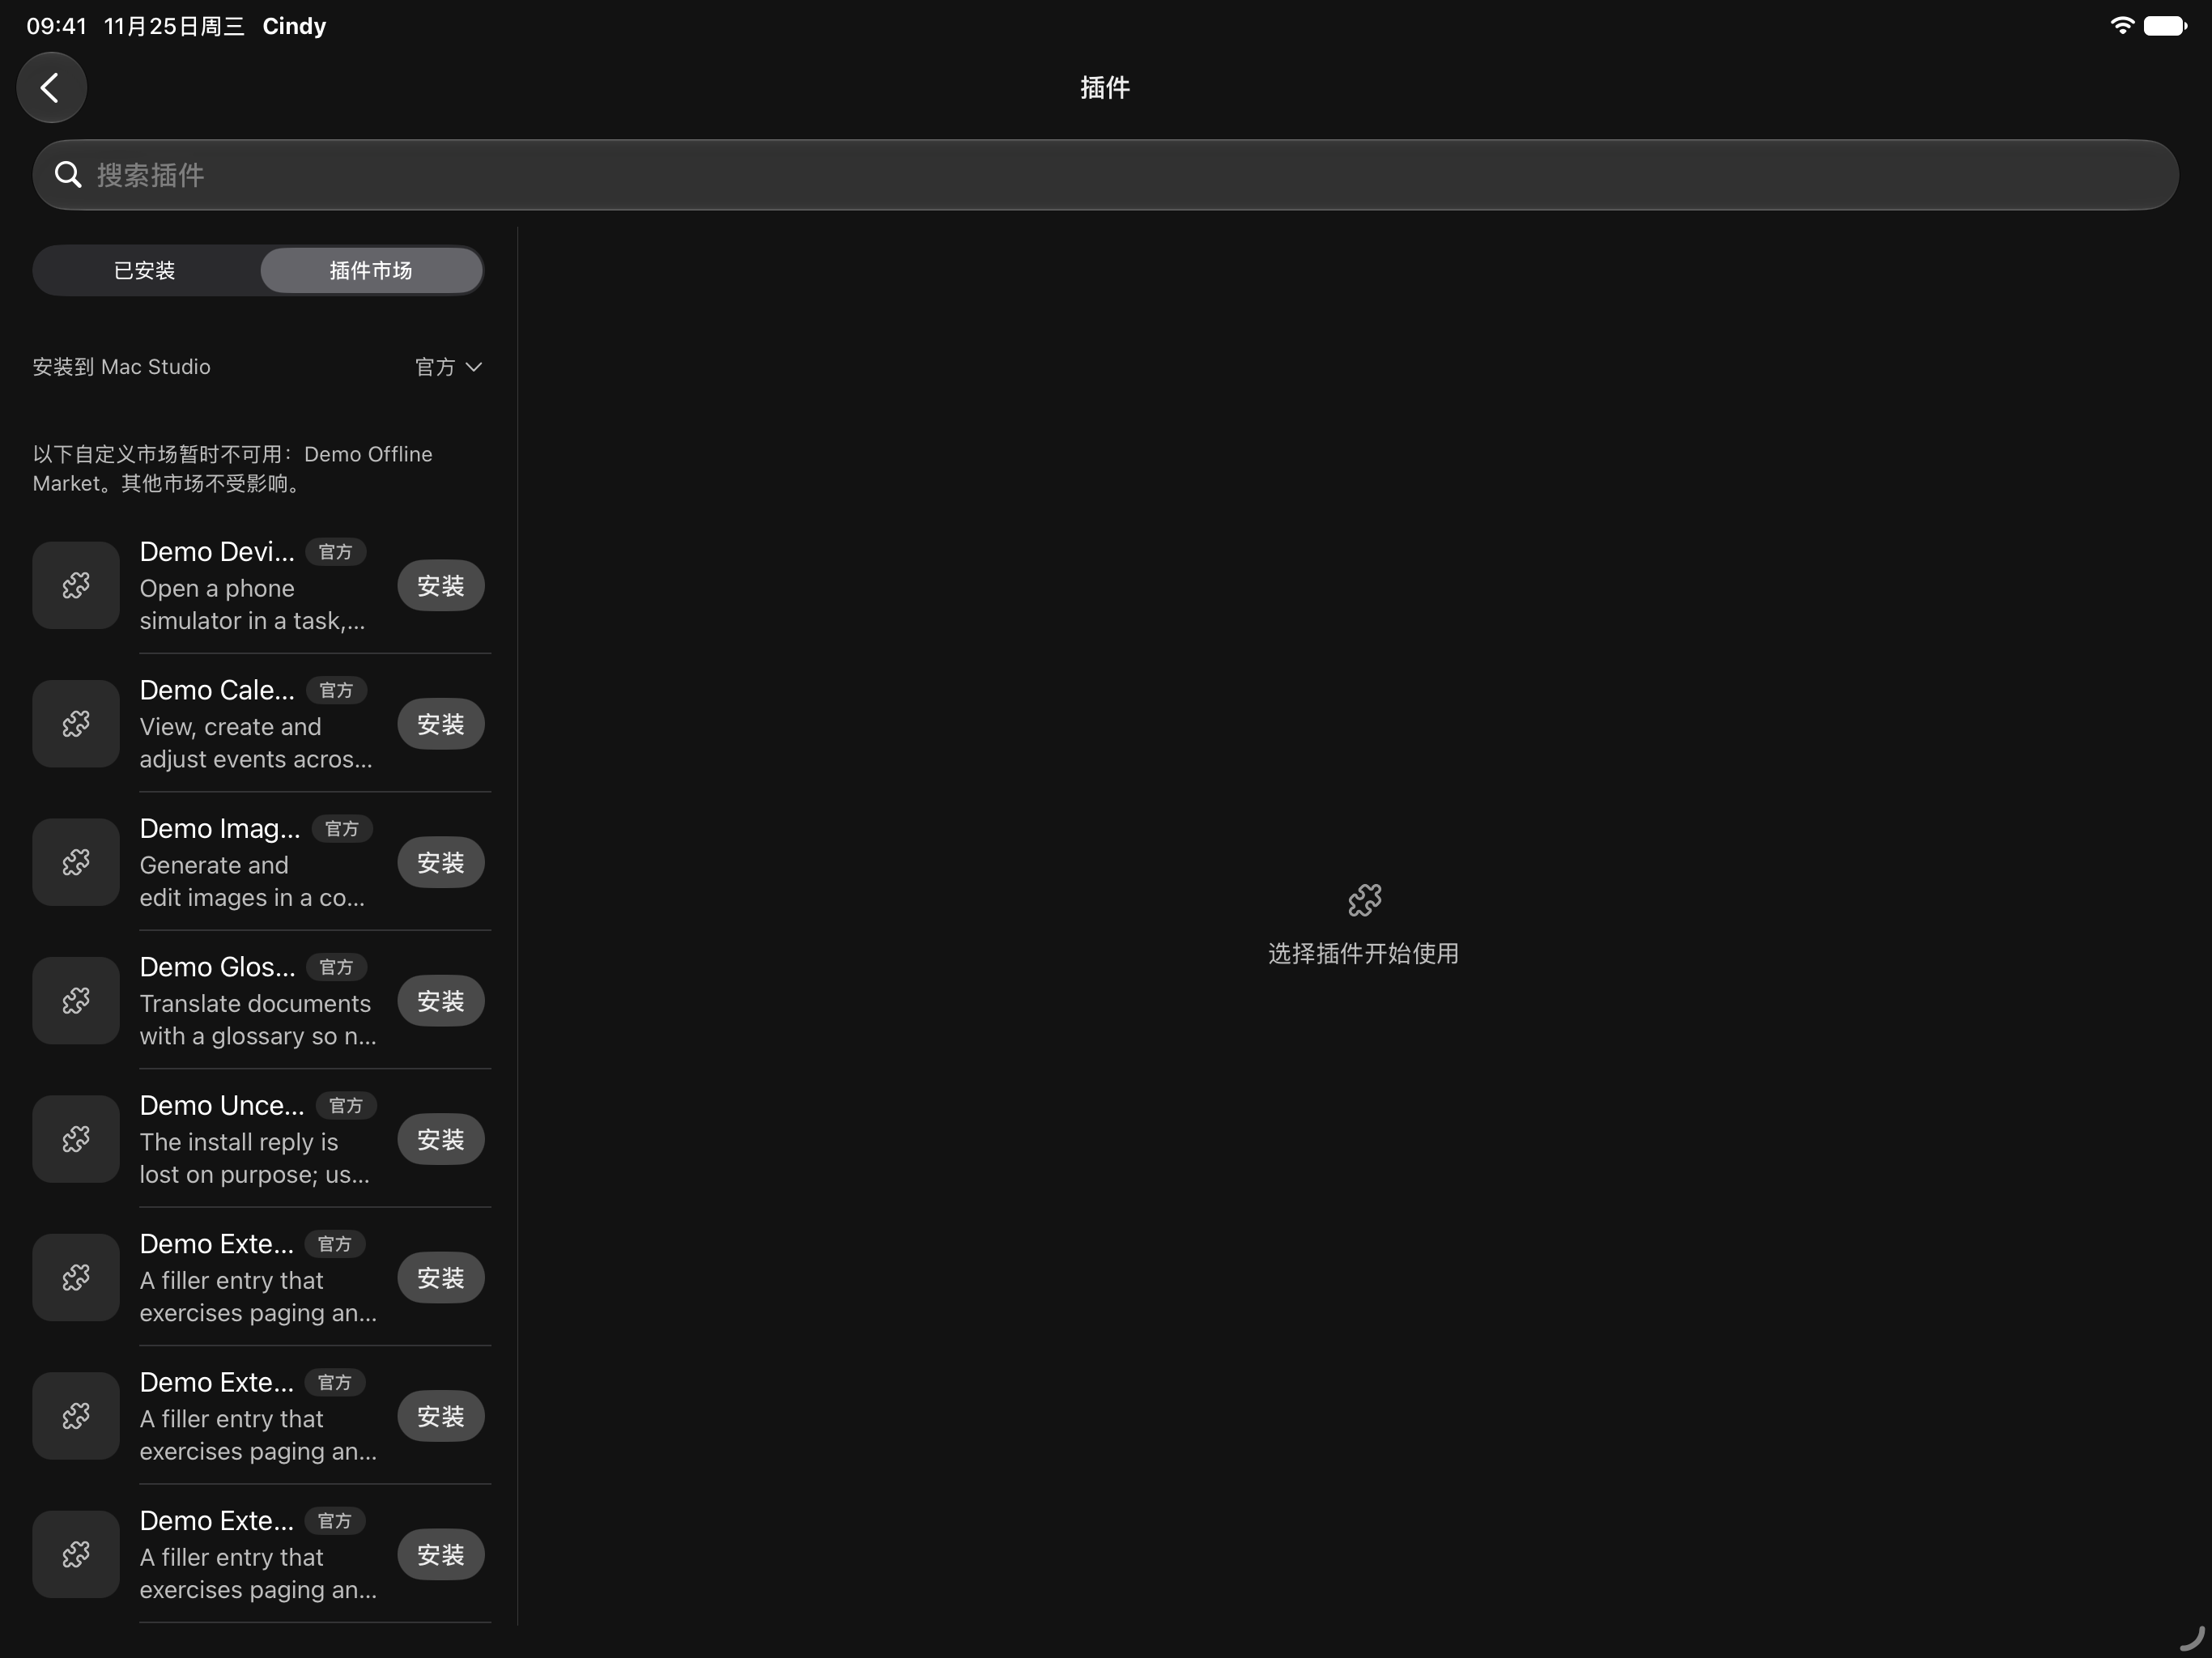 09:41 11月25日周三 Cindy
插件
搜索插件
已安装
插件市场
安装到 Mac Studio
官方
以下自定义市场暂时不可用：Demo Offline
Market。其他市场不受影响。
Demo Devi... 官方
Open a phone
simulator in a task,...
安装
Demo Cale... 官方
View, create and
adjust events acros...
安装
Demo Imag... 官方
Generate and
edit images in a co...
安装
Demo Glos... 官方
Translate documents
with a glossary so n...
安装
Demo Unce... 官方
The install reply is
lost on purpose; us...
安装
Demo Exte... 官方
A filler entry that
exercises paging an...
安装
Demo Exte... 官方
A filler entry that
exercises paging an...
安装
Demo Exte... 官方
A filler entry that
exercises paging an...
安装
选择插件开始使用